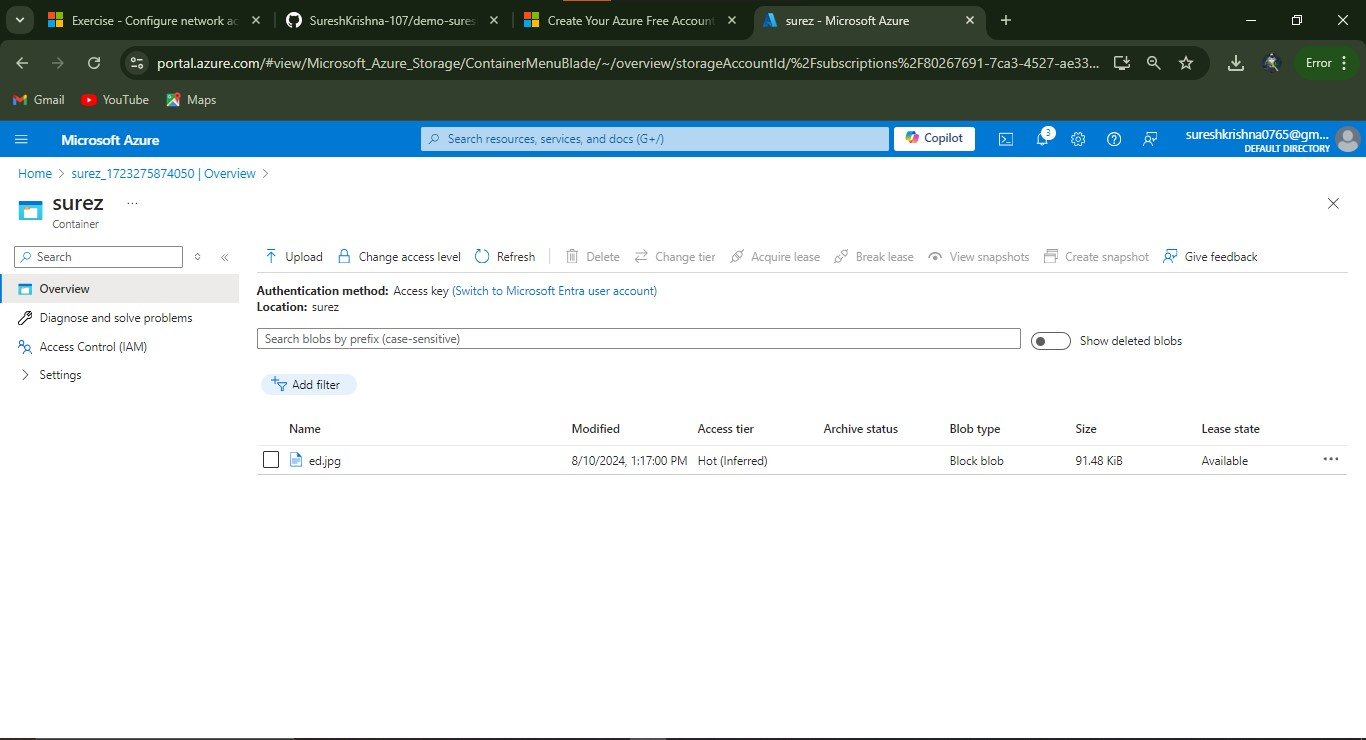 Exercise - Configure network ac
SureshKrishna-107/demo-sures
Create Your Azure Free Account
surez - Microsoft Azure
portal.azure.com/#view/Microsoft_Azure_Storage/ContainerMenuBlade/~/overview/storageAccountId/%2Fsubscriptions%2F80267691-7ca3-4527-ae33...
Error
Gmail
YouTube
Maps
Microsoft Azure
Search resources, services, and docs (G+/)
Copilot
3
sureshkrishna0765@gm...
DEFAULT DIRECTORY
Home > surez_1723275874050 | Overview >
surez ...
Container
Search
Overview
Diagnose and solve problems
Access Control (IAM)
Settings
Upload Change access level Refresh Delete Change tier Acquire lease Break lease View snapshots Create snapshot Give feedback
Authentication method: Access key (Switch to Microsoft Entra user account)
Location: surez
Search blobs by prefix (case-sensitive)
Show deleted blobs
Add filter
Name Modified Access tier Archive status Blob type Size Lease state
ed.jpg 8/10/2024, 1:17:00 PM Hot (Inferred) Block blob 91.48 KiB Available ...